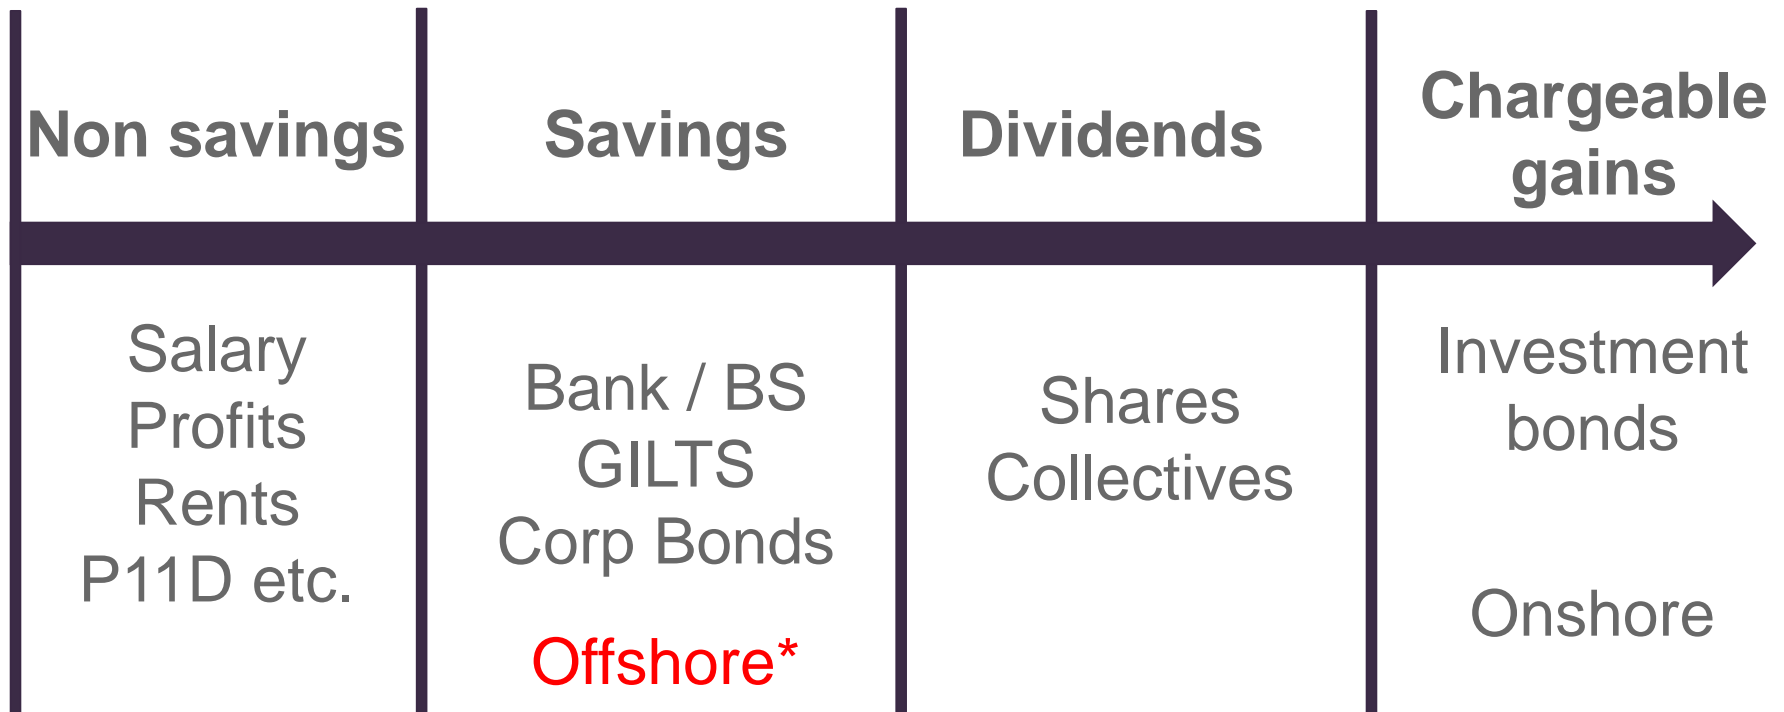 Non savings
Savings
Dividends
Chargeable
gains
Salary
Profits
Rents
P11D etc.
Bank / BS
GILTS
Corp Bonds
Offshore*
Shares
Collectives
Investment
bonds
Onshore